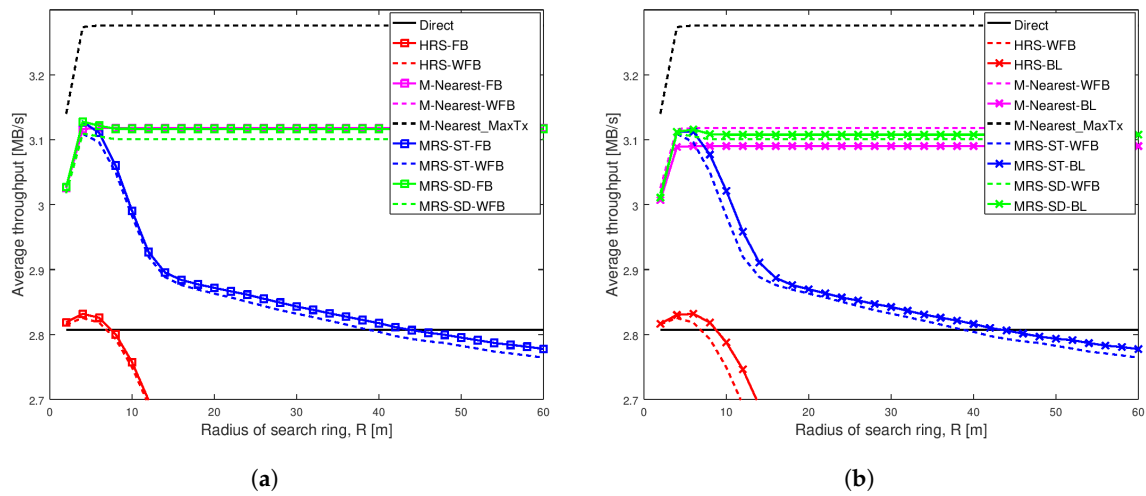 Average throughput [MB/s]
3.2
3.1
3
2.9
2.8
2.7
0 10 20 30 40 50 60
Radius of search ring, R [m]
Direct
HRS-FB
HRS-WFB
M-Nearest-FB
M-Nearest-WFB
M-Nearest_MaxTx
MRS-ST-FB
MRS-ST-WFB
MRS-SD-FB
MRS-SD-WFB
(a)
Average throughput [MB/s]
3.2
3.1
3
2.9
2.8
2.7
0 10 20 30 40 50 60
Radius of search ring, R [m]
Direct
HRS-WFB
HRS-BL
M-Nearest-WFB
M-Nearest-BL
M-Nearest_MaxTx
MRS-ST-WFB
MRS-ST-BL
MRS-SD-WFB
MRS-SD-BL
(b)